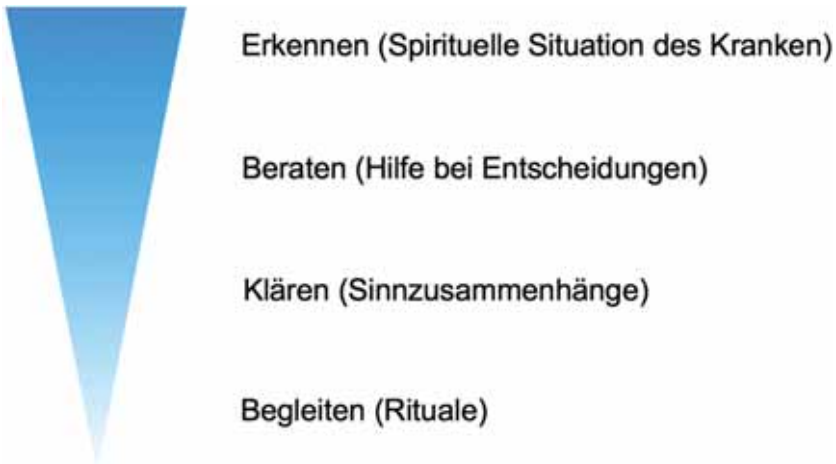 Erkennen (Spirituelle Situation des Kranken)
Beraten (Hilfe bei Entscheidungen)
Klären (Sinnzusammenhänge)
Begleiten (Rituale)